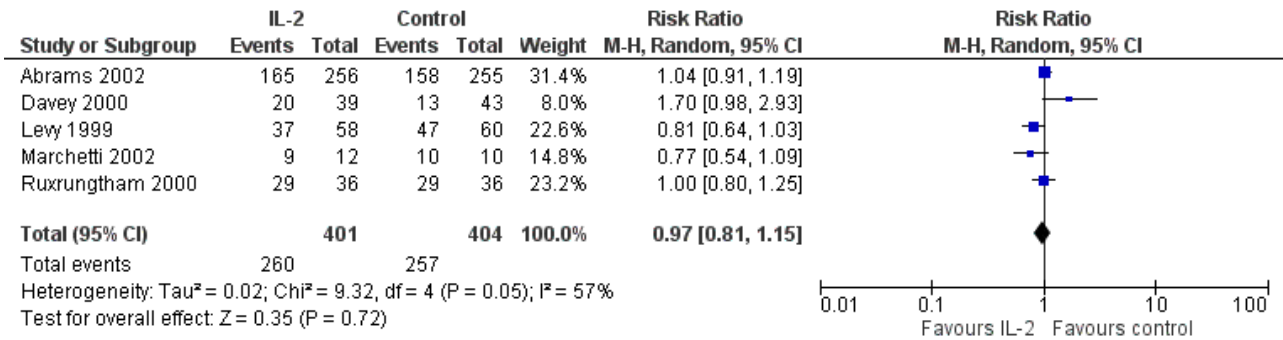 IL-2 Control Risk Ratio Risk Ratio
Study or Subgroup Events Total Events Total Weight M-H, Random, 95% CI M-H, Random, 95% CI
Abrams 2002 165 256 158 255 31.4% 1.04 [0.91, 1.19]
Davey 2000 20 39 13 43 8.0% 1.70 [0.98, 2.93]
Levy 1999 37 58 47 60 22.6% 0.81 [0.64, 1.03]
Marchetti 2002 9 12 10 10 14.8% 0.77 [0.54, 1.09]
Ruxrungtham 2000 29 36 29 36 23.2% 1.00 [0.80, 1.25]
Total (95% CI) 401 404 100.0% 0.97 [0.81, 1.15]
Total events 260 257
Heterogeneity: Tau² = 0.02; Chi² = 9.32, df = 4 (P = 0.05); I² = 57%
Test for overall effect: Z = 0.35 (P = 0.72)
0.01 0.1 1 10 100
Favours IL-2 Favours control